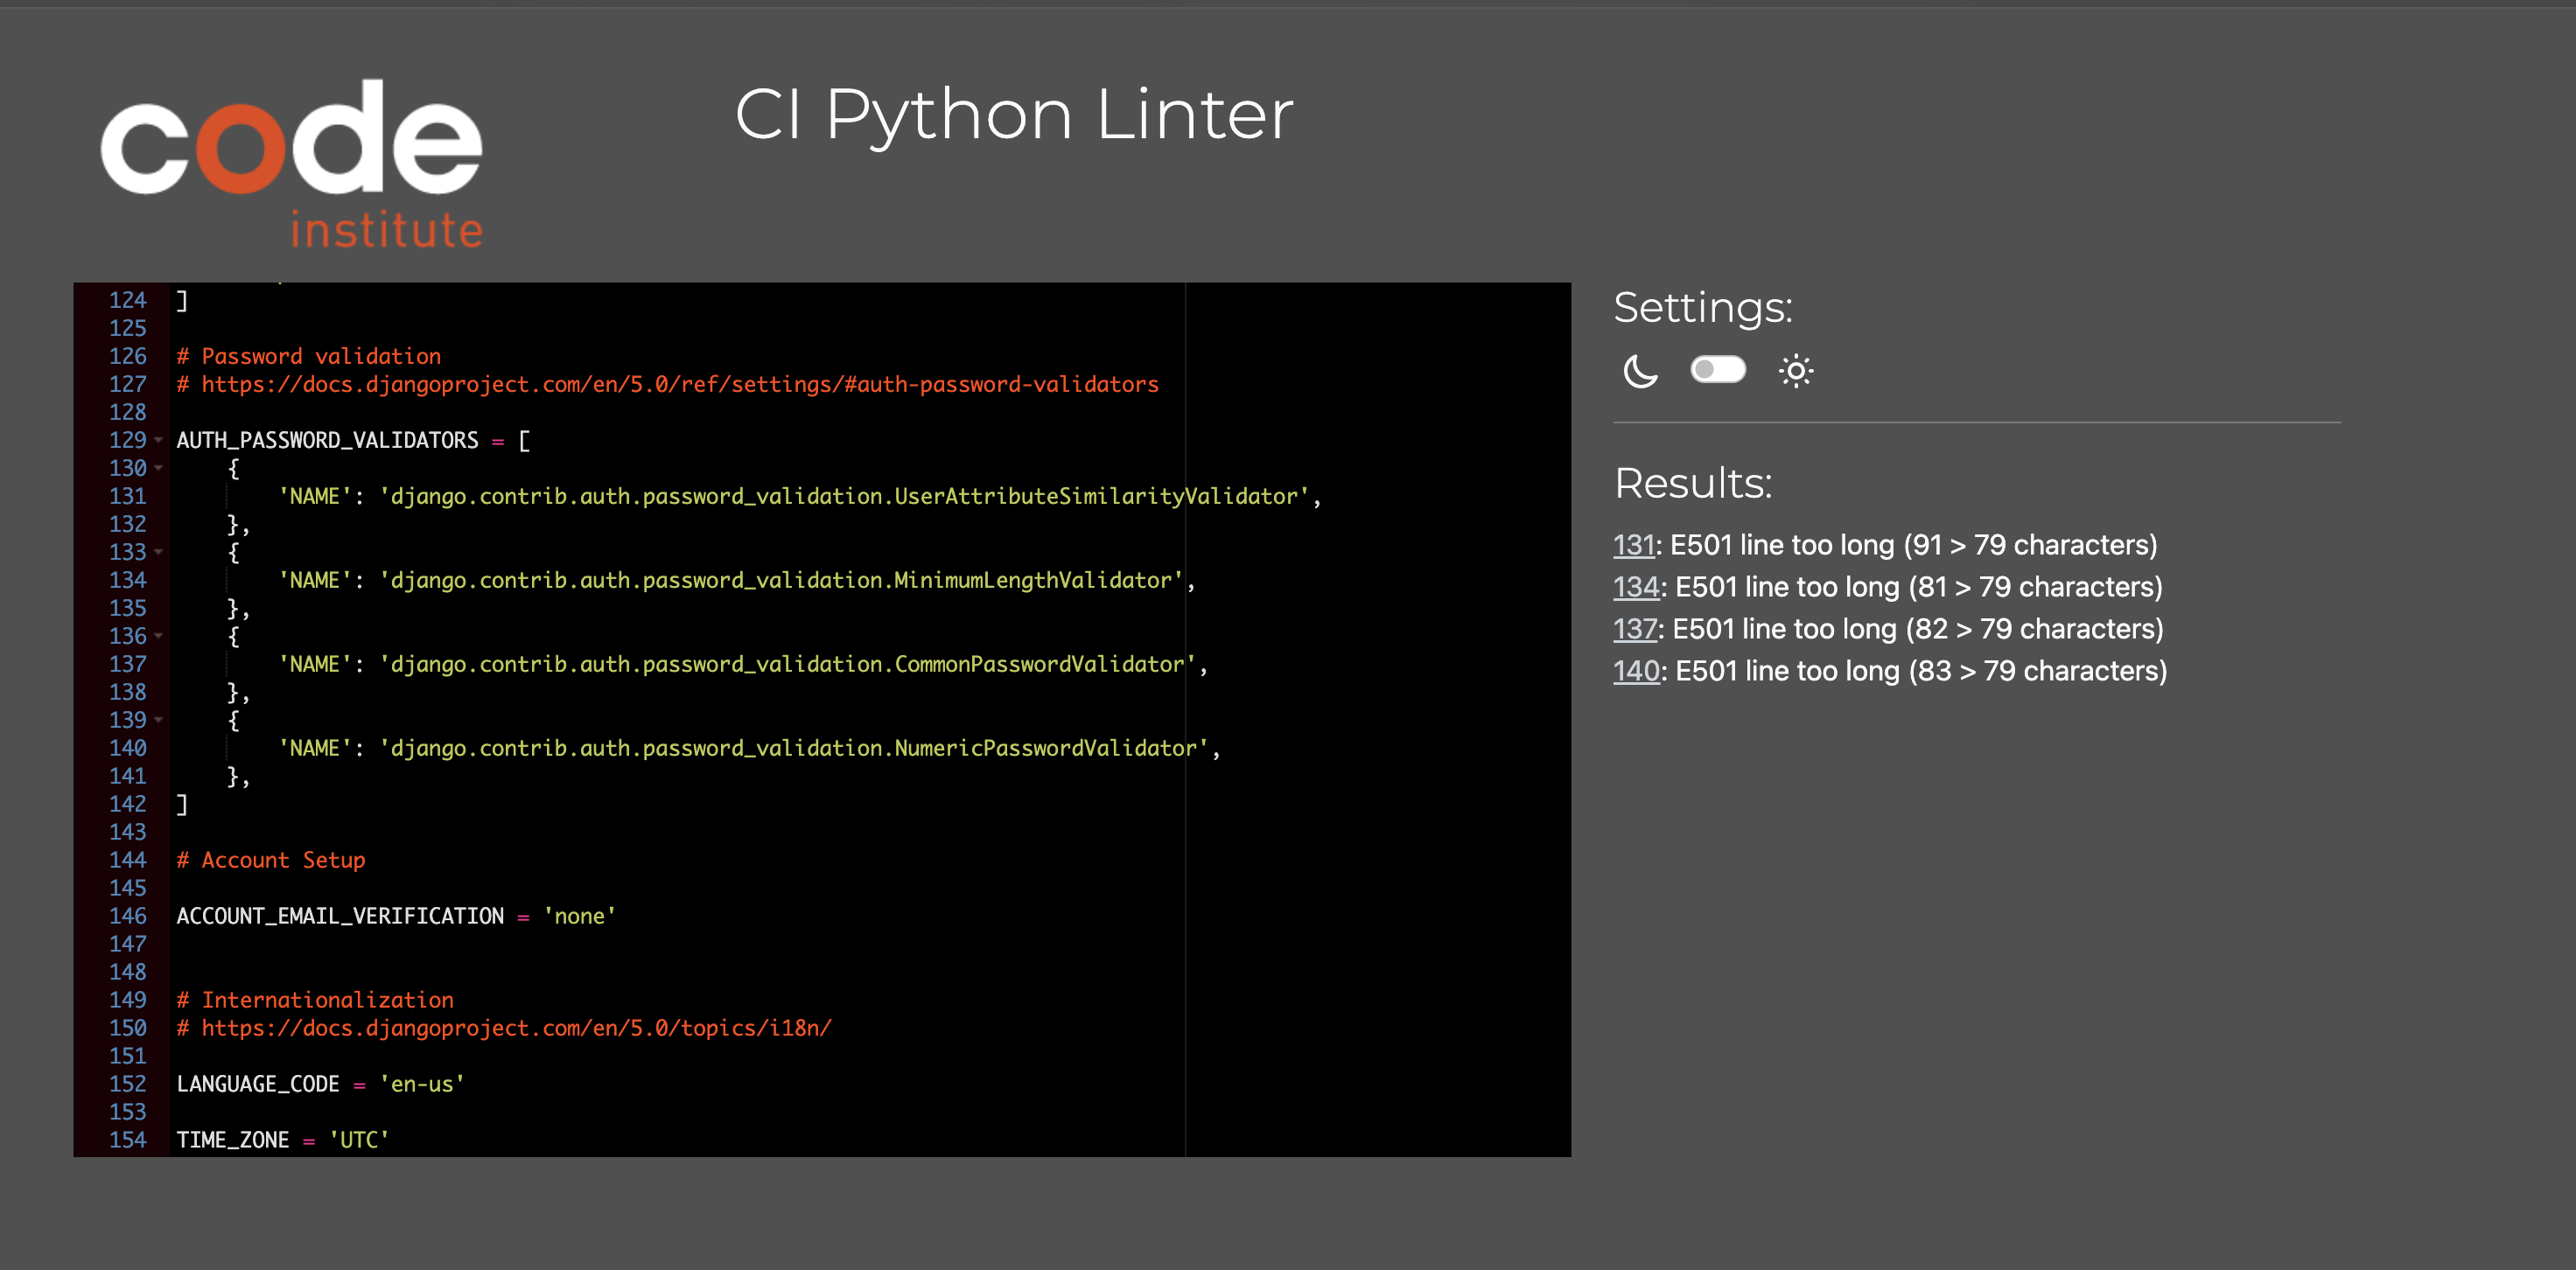 code
institute
CI Python Linter
124 ]
125
126 # Password validation
127 # https://docs.djangoproject.com/en/5.0/ref/settings/#auth-password-validators
128
129 AUTH_PASSWORD_VALIDATORS = [
130     {
131         'NAME': 'django.contrib.auth.password_validation.UserAttributeSimilarityValidator',
132     },
133     {
134         'NAME': 'django.contrib.auth.password_validation.MinimumLengthValidator',
135     },
136     {
137         'NAME': 'django.contrib.auth.password_validation.CommonPasswordValidator',
138     },
139     {
140         'NAME': 'django.contrib.auth.password_validation.NumericPasswordValidator',
141     },
142 ]
143
144 # Account Setup
145
146 ACCOUNT_EMAIL_VERIFICATION = 'none'
147
148
149 # Internationalization
150 # https://docs.djangoproject.com/en/5.0/topics/i18n/
151
152 LANGUAGE_CODE = 'en-us'
153
154 TIME_ZONE = 'UTC'
Settings:
Results:
131: E501 line too long (91 > 79 characters)
134: E501 line too long (81 > 79 characters)
137: E501 line too long (82 > 79 characters)
140: E501 line too long (83 > 79 characters)